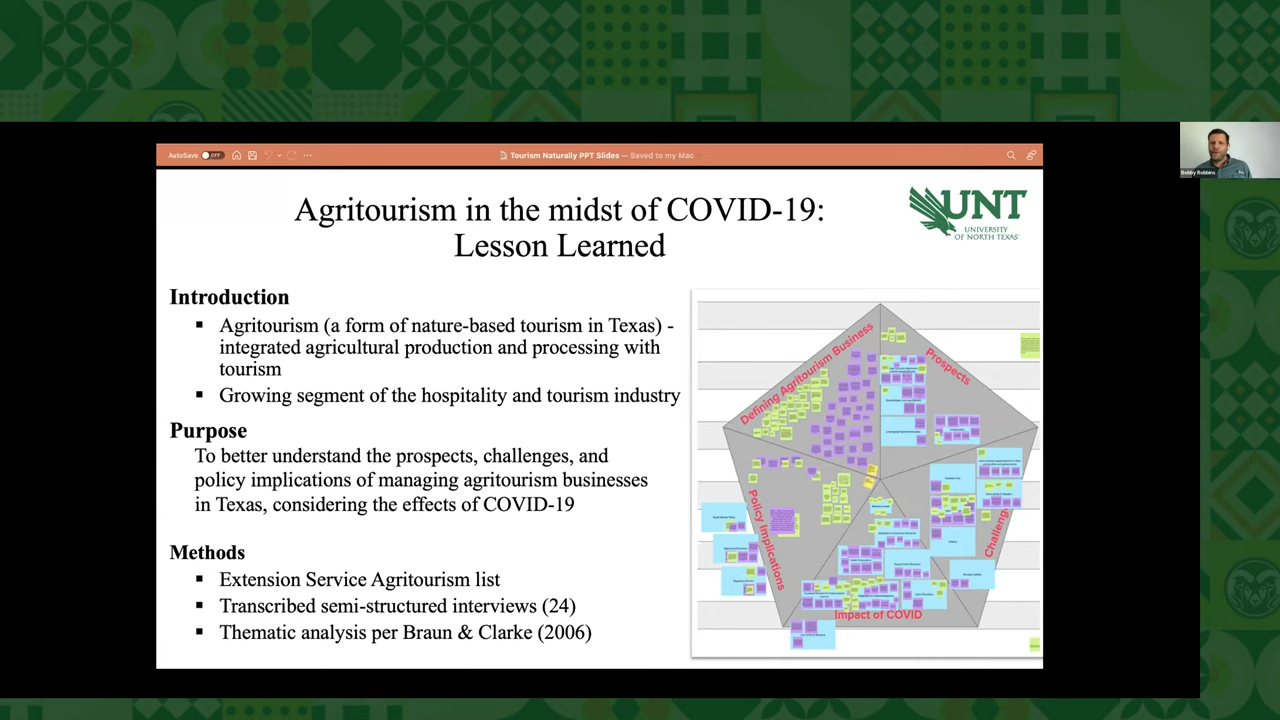 AutoSave OFF
Tourism Naturally PPT Slides — Saved to my Mac
Bobby Robbins
Agritourism in the midst of COVID-19:
Lesson Learned
UNT
UNIVERSITY
OF NORTH TEXAS
Introduction
▪ Agritourism (a form of nature-based tourism in Texas) -
integrated agricultural production and processing with
tourism
▪ Growing segment of the hospitality and tourism industry
Purpose
To better understand the prospects, challenges, and
policy implications of managing agritourism businesses
in Texas, considering the effects of COVID-19
Methods
▪ Extension Service Agritourism list
▪ Transcribed semi-structured interviews (24)
▪ Thematic analysis per Braun & Clarke (2006)
Defining Agritourism Business
Prospects
Policy Implications
Challeng
Impact of COVID